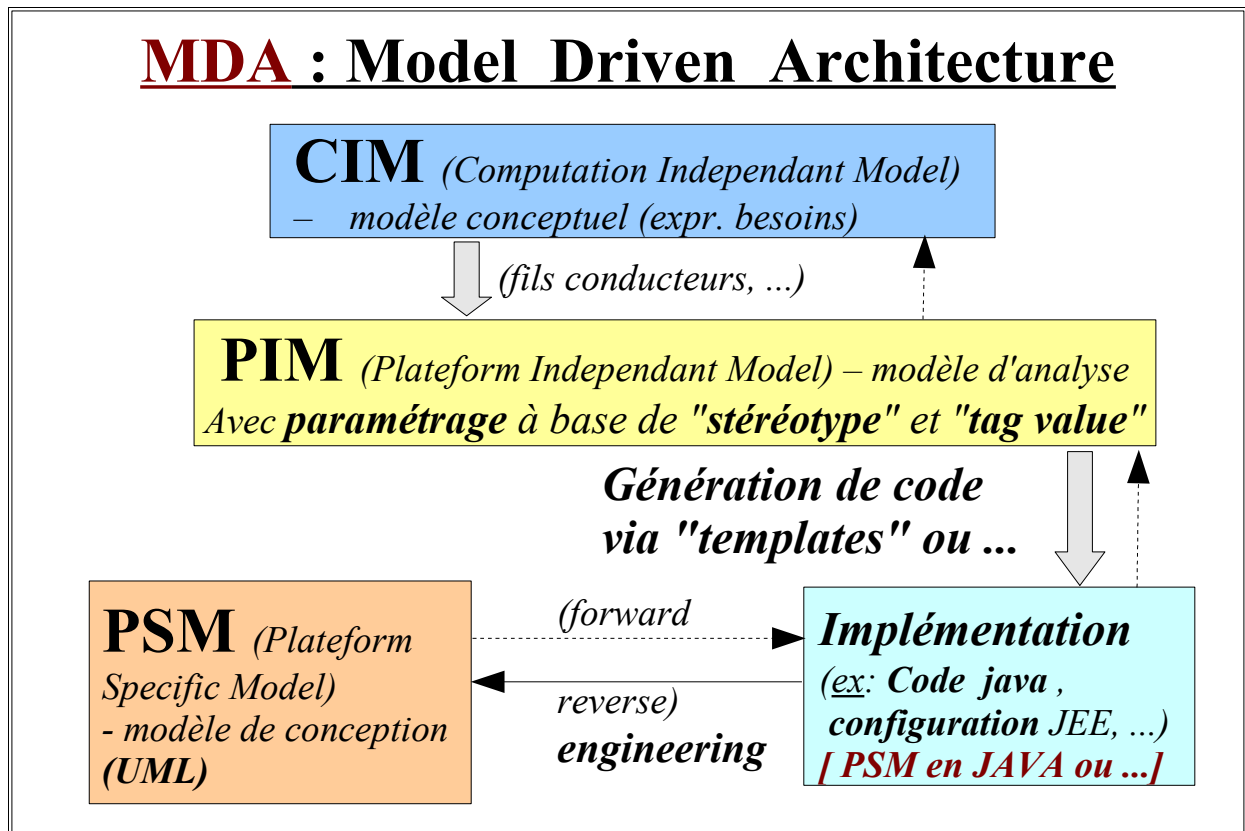 MDA : Model Driven Architecture
CIM (Computation Independant Model)
– modèle conceptuel (expr. besoins)
(fils conducteurs, ...)
PIM (Plateform Independant Model) – modèle d'analyse
Avec paramétrage à base de "stéréotype" et "tag value"
Génération de code
via "templates" ou ...
PSM (Plateform
Specific Model)
- modèle de conception
(UML)
(forward
reverse)
engineering
Implémentation
(ex: Code java ,
configuration JEE, ...)
[ PSM en JAVA ou ...]